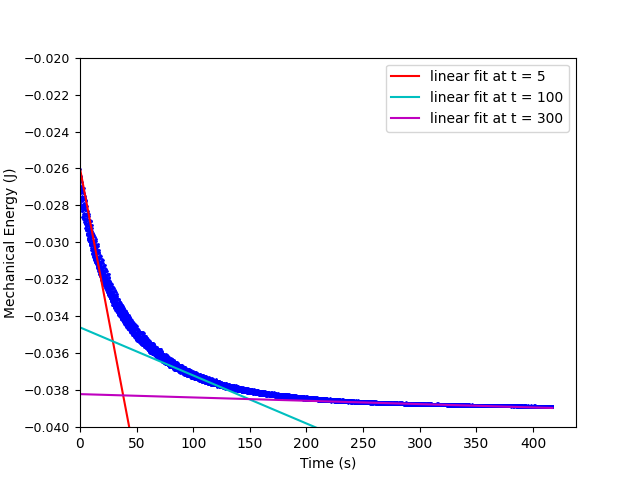 −0.020
−0.022
−0.024
−0.026
−0.028
−0.030
−0.032
−0.034
−0.036
−0.038
−0.040
Mechanical Energy (J)
linear fit at t = 5
linear fit at t = 100
linear fit at t = 300
0 50 100 150 200 250 300 350 400
Time (s)